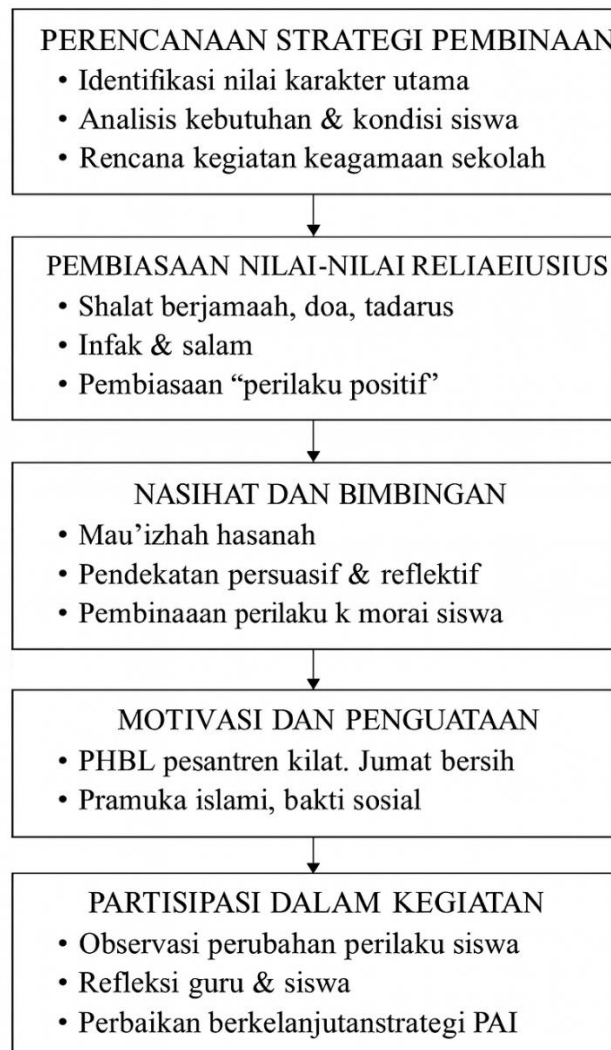 PERENCANAAN STRATEGI PEMBINAAN
• Identifikasi nilai karakter utama
• Analisis kebutuhan & kondisi siswa
• Rencana kegiatan keagamaan sekolah
PEMBIASAAN NILAI-NILAI RELIAEIUSIUS
• Shalat berjamaah, doa, tadarus
• Infak & salam
• Pembiasaan “perilaku positif’
NASIHAT DAN BIMBINGAN
• Mau’izhah hasanah
• Pendekatan persuasif & reflektif
• Pembinaaan perilaku k morai siswa
MOTIVASI DAN PENGUATAAN
• PHBL pesantren kilat. Jumat bersih
• Pramuka islami, bakti sosial
PARTISIPASI DALAM KEGIATAN
• Observasi perubahan perilaku siswa
• Refleksi guru & siswa
• Perbaikan berkelanjutanstrategi PAI